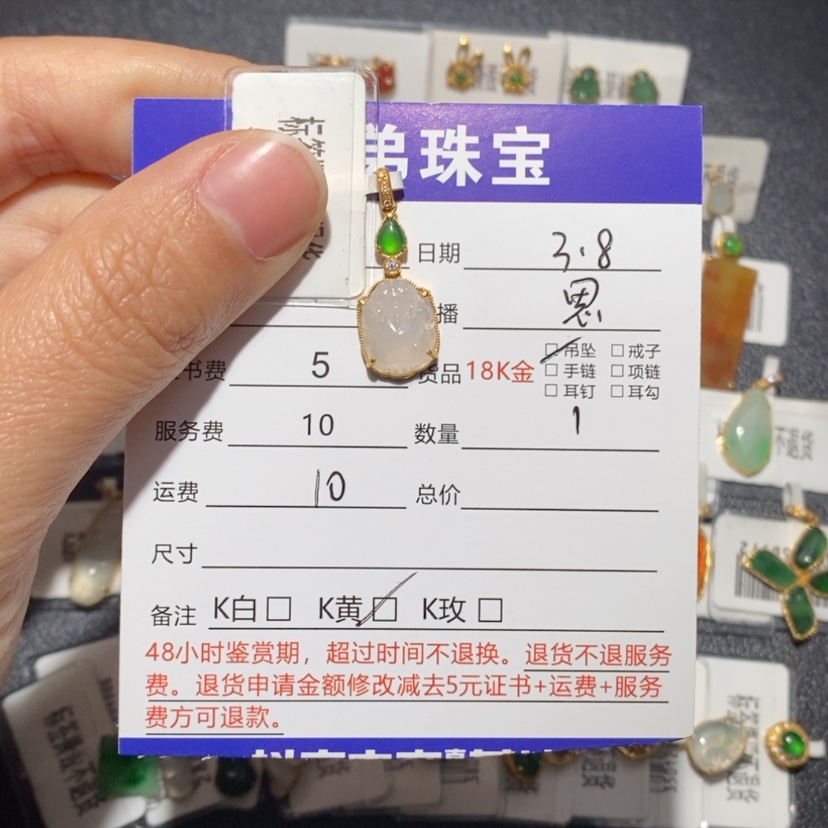 弟珠宝
日期 3.8
播 恩
书费 5 货品 18K金 吊坠 戒子
手链 项链
耳钉 耳勾
服务费 10 数量 1
运费 10 总价
尺寸
备注 K白 K黄 K玫
48小时鉴赏期，超过时间不退换。退货不退服务
费。退货申请金额修改减去5元证书+运费+服务
费方可退款。